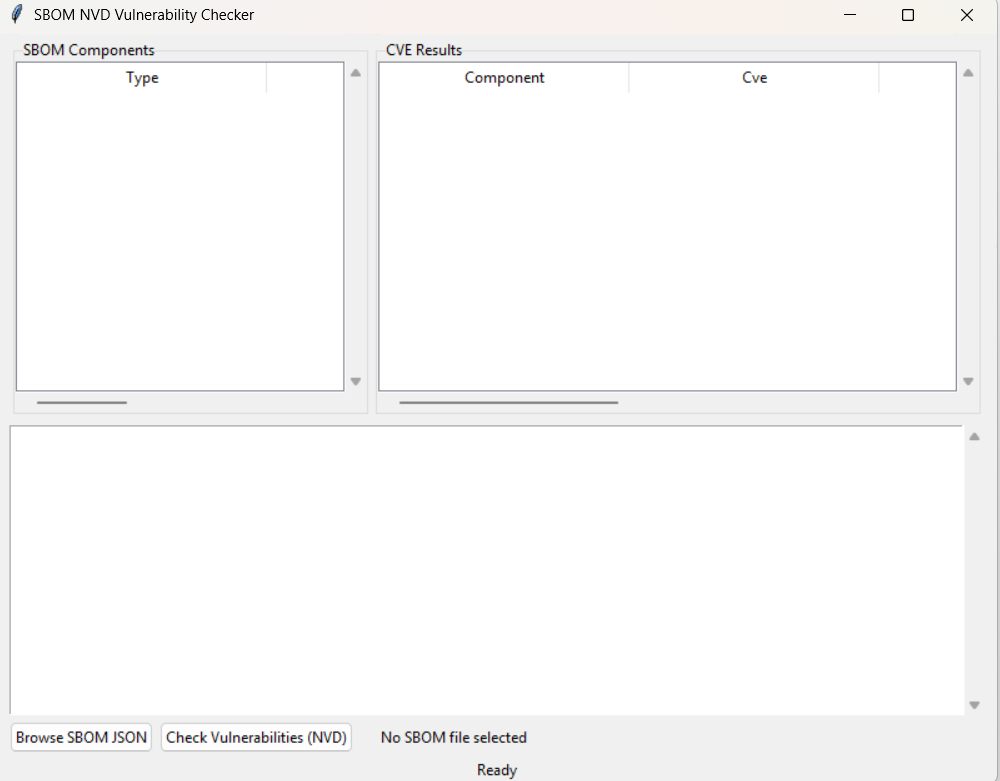 SBOM NVD Vulnerability Checker
SBOM Components
Type
CVE Results
Component Cve
Browse SBOM JSON Check Vulnerabilities (NVD) No SBOM file selected
Ready